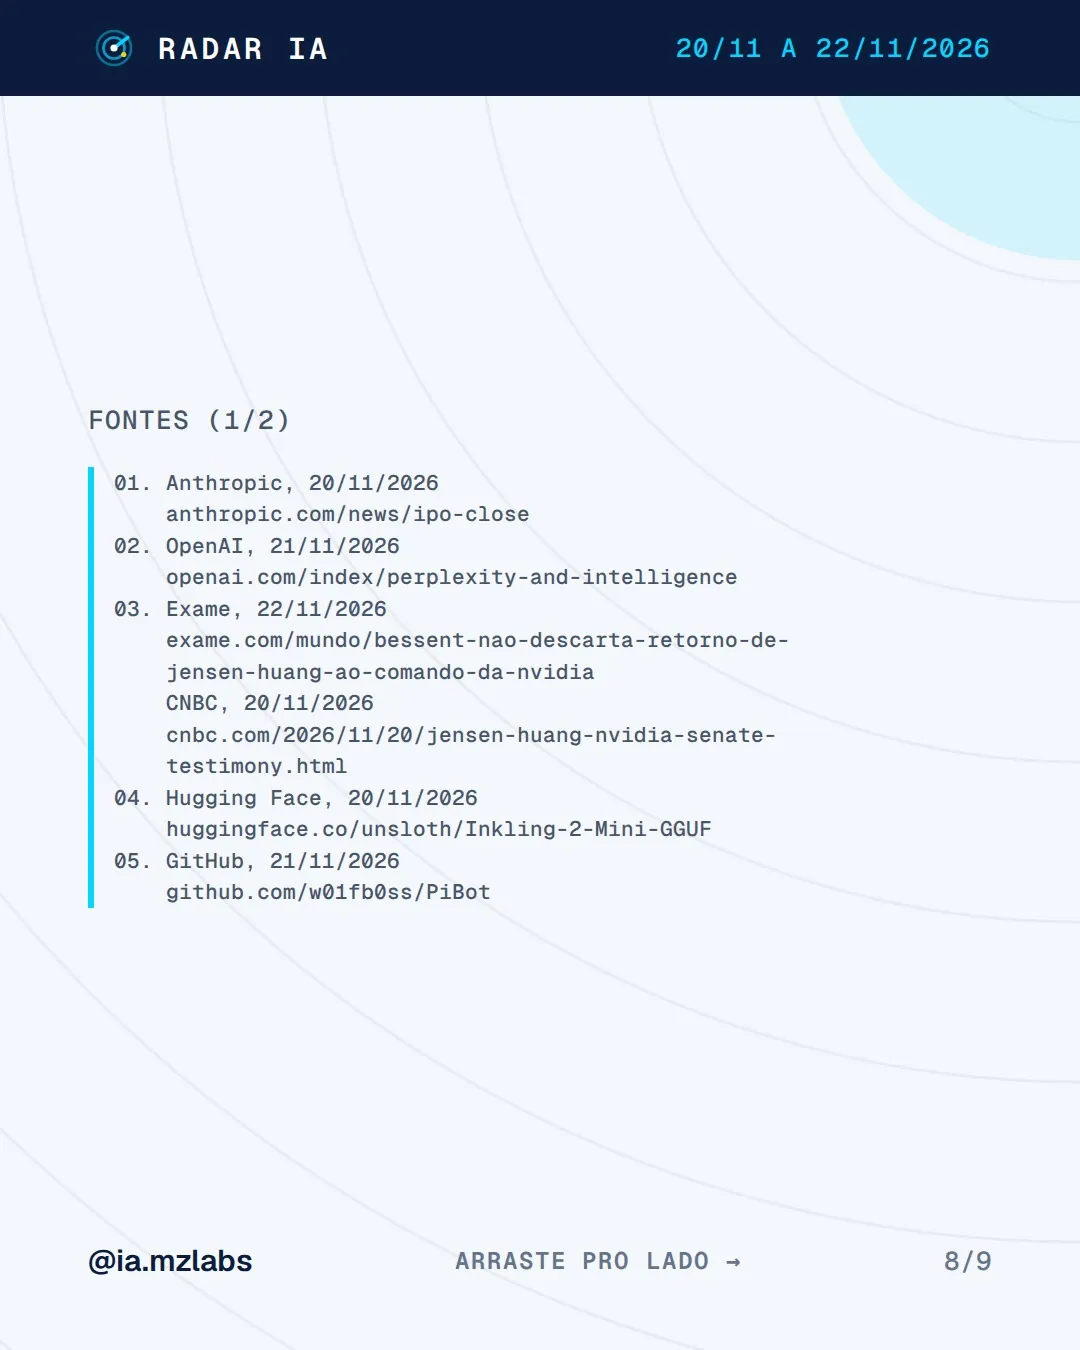 RADAR IA
20/11 A 22/11/2026
FONTES (1/2)
01. Anthropic, 20/11/2026
anthropic.com/news/ipo-close
02. OpenAI, 21/11/2026
openai.com/index/perplexity-and-intelligence
03. Exame, 22/11/2026
exame.com/mundo/bessent-nao-descarta-retorno-de-
jensen-huang-ao-comando-da-nvidia
CNBC, 20/11/2026
cnbc.com/2026/11/20/jensen-huang-nvidia-senate-
testimony.html
04. Hugging Face, 20/11/2026
huggingface.co/unsloth/Inkling-2-Mini-GGUF
05. GitHub, 21/11/2026
github.com/w01fb0ss/PiBot
@ia.mzlabs
ARRASTE PRO LADO →
8/9